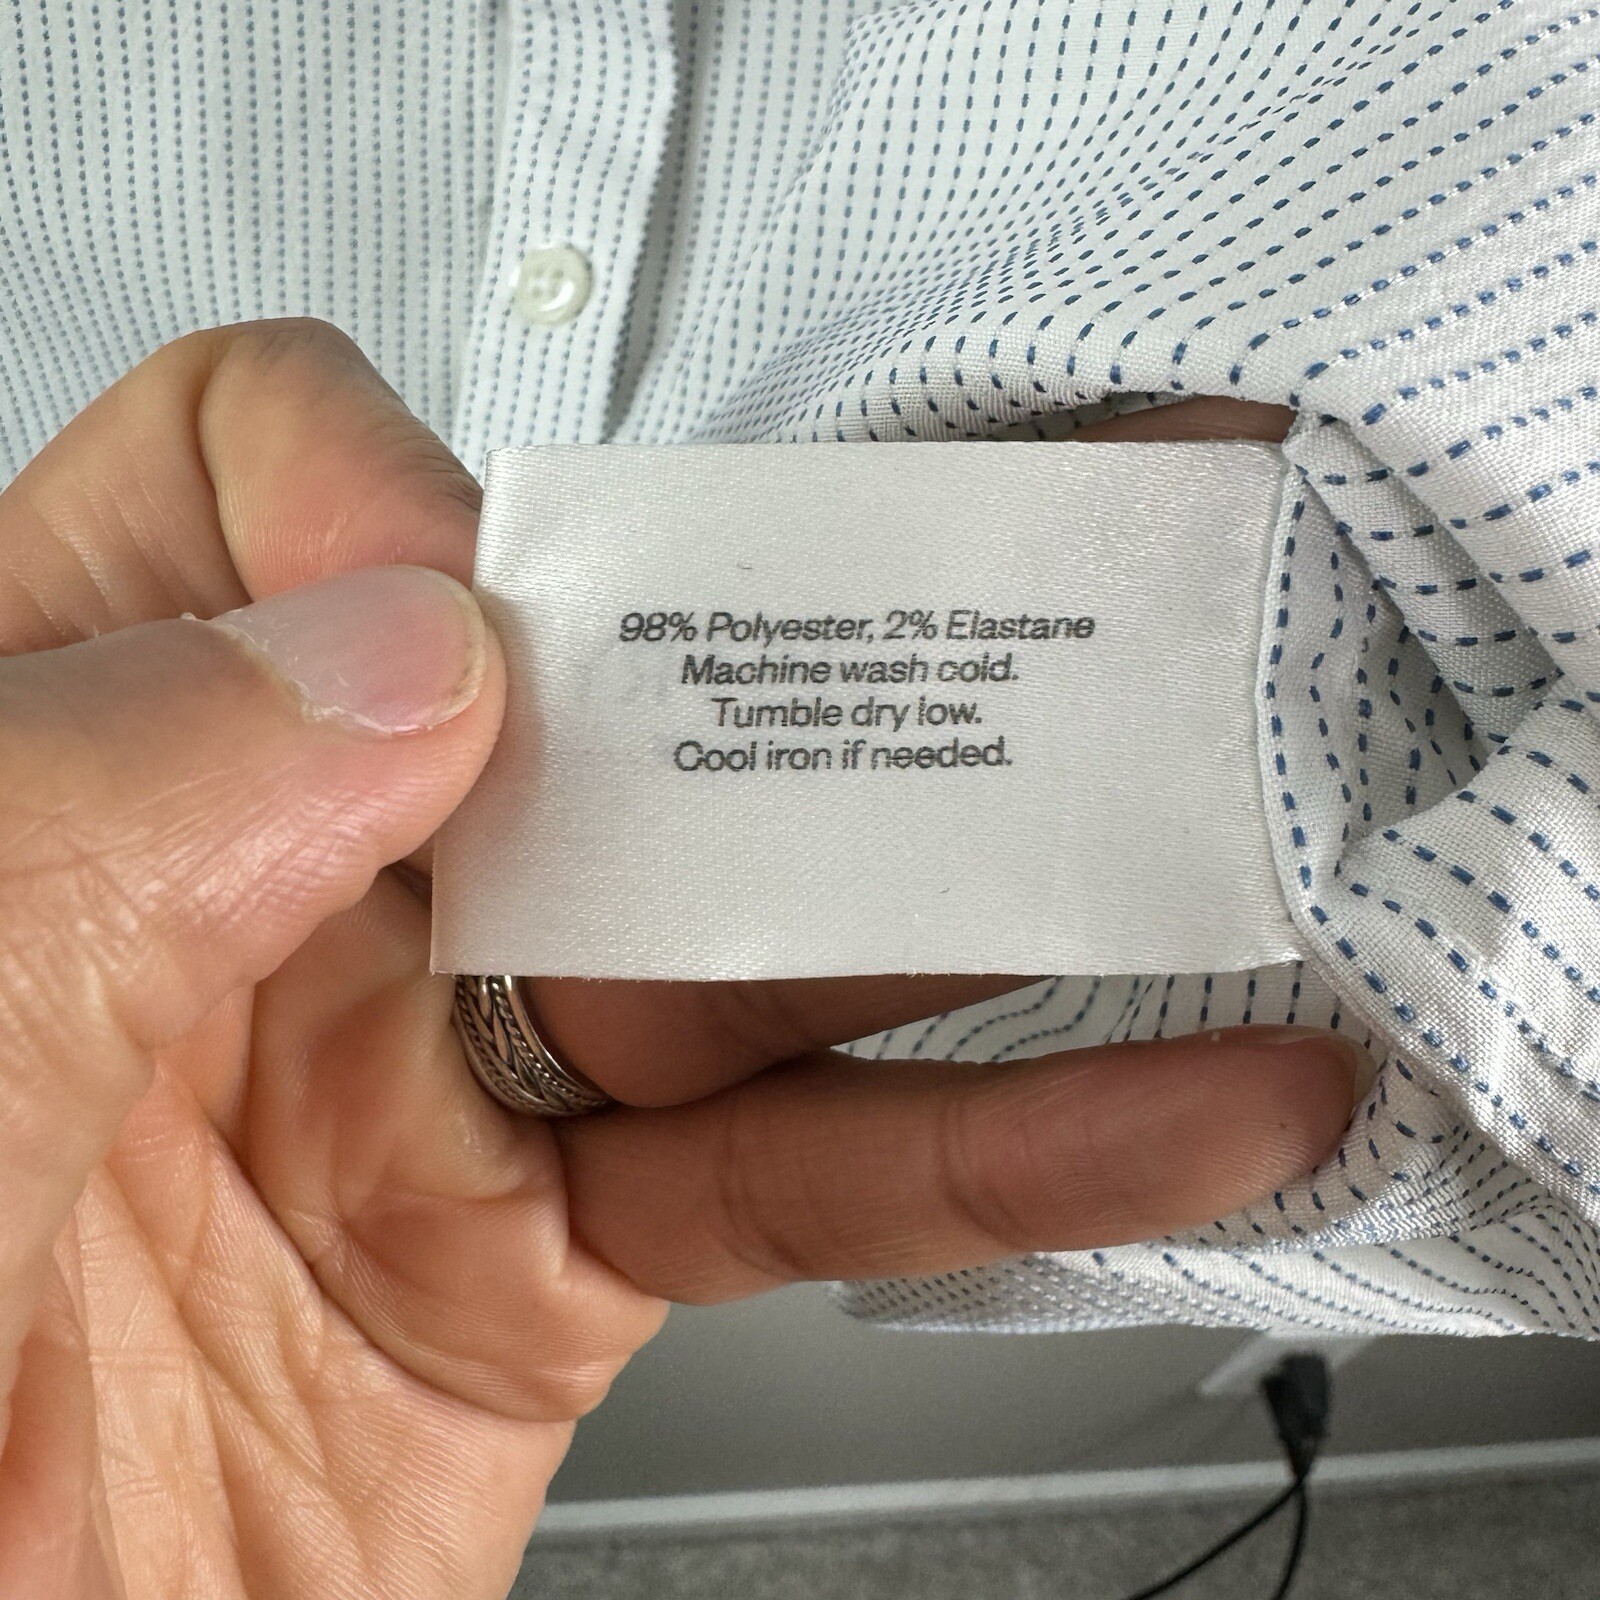 98% Polyester, 2% Elastane
Machine wash cold.
Tumble dry low.
Cool iron if needed.